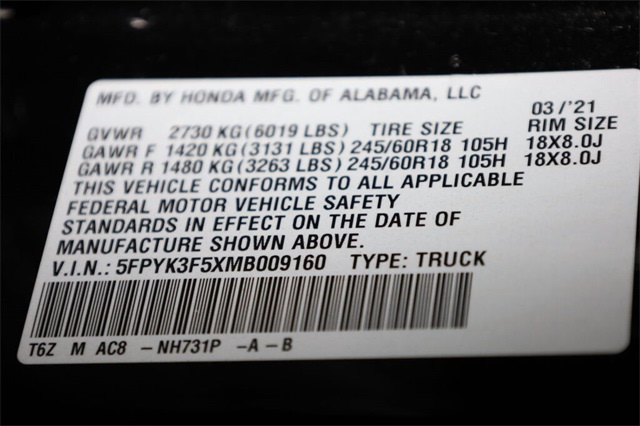 MFD. BY HONDA MFG. OF ALABAMA, LLC 03/'21
GVWR 2730 KG(6019 LBS) TIRE SIZE RIM SIZE
GAWR F 1420 KG(3131 LBS)245/60R18 105H 18X8.0J
GAWR R 1480 KG(3263 LBS)245/60R18 105H 18X8.0J
THIS VEHICLE CONFORMS TO ALL APPLICABLE
FEDERAL MOTOR VEHICLE SAFETY
STANDARDS IN EFFECT ON THE DATE OF
MANUFACTURE SHOWN ABOVE.
V.I.N.: 5FPYK3F5XMB009160 TYPE: TRUCK
T6Z M AC8 -NH731P -A-B